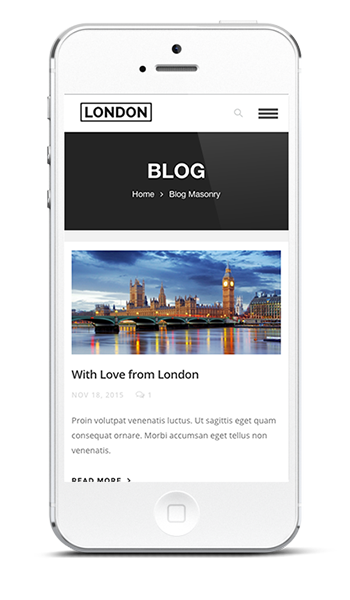 LONDON
BLOG
Home > Blog Masonry
With Love from London
NOV 18, 2015 1
Proin volutpat venenatis luctus. Ut sagittis eget quam
consequat ornare. Morbi accumsan eget tellus non
venenatis.
READ MORE >